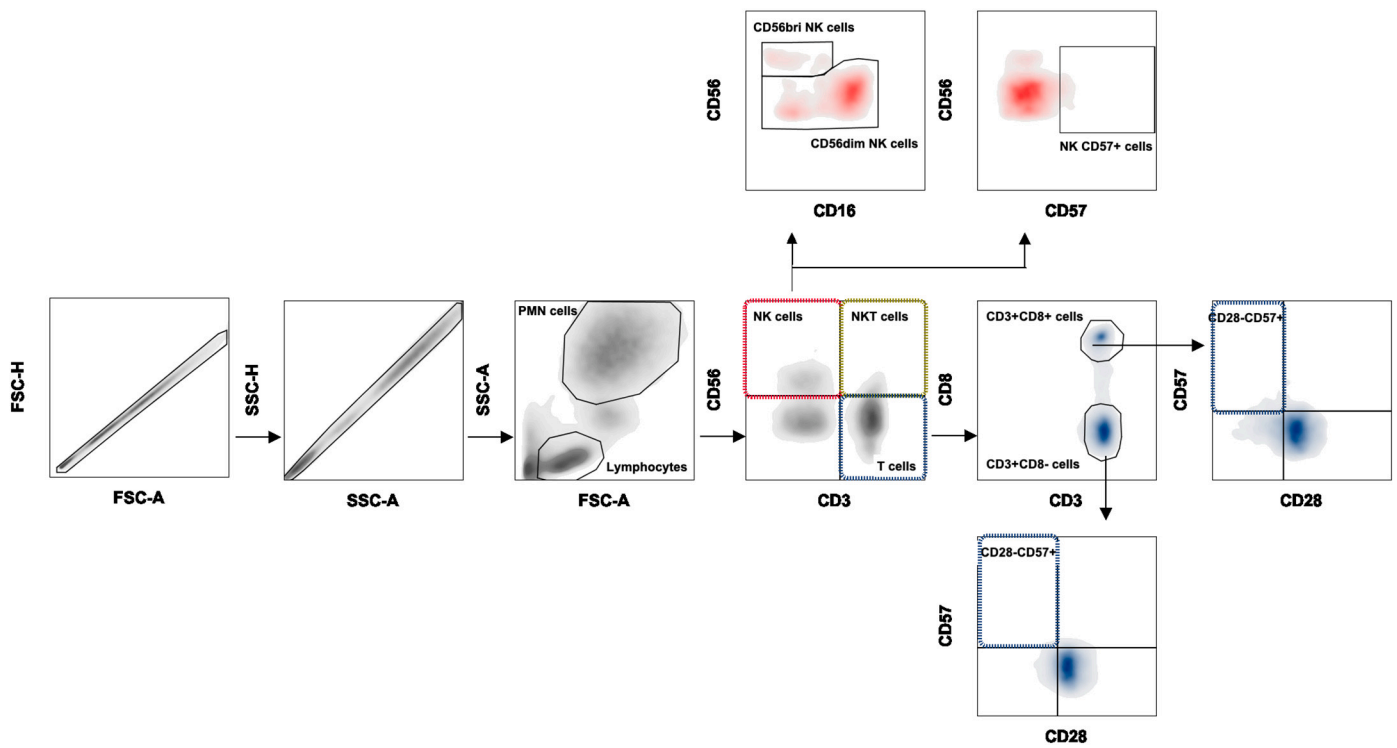 CD56bri NK cells
CD56
CD56dim NK cells
CD16
CD56
NK CD57+ cells
CD57
FSC-H
FSC-A
SSC-H
SSC-A
SSC-A
PMN cells
Lymphocytes
FSC-A
CD56
NK cells
NKT cells
T cells
CD3
CD8
CD3+CD8+ cells
CD3+CD8- cells
CD3
CD57
CD28-CD57+
CD28
CD57
CD28-CD57+
CD28